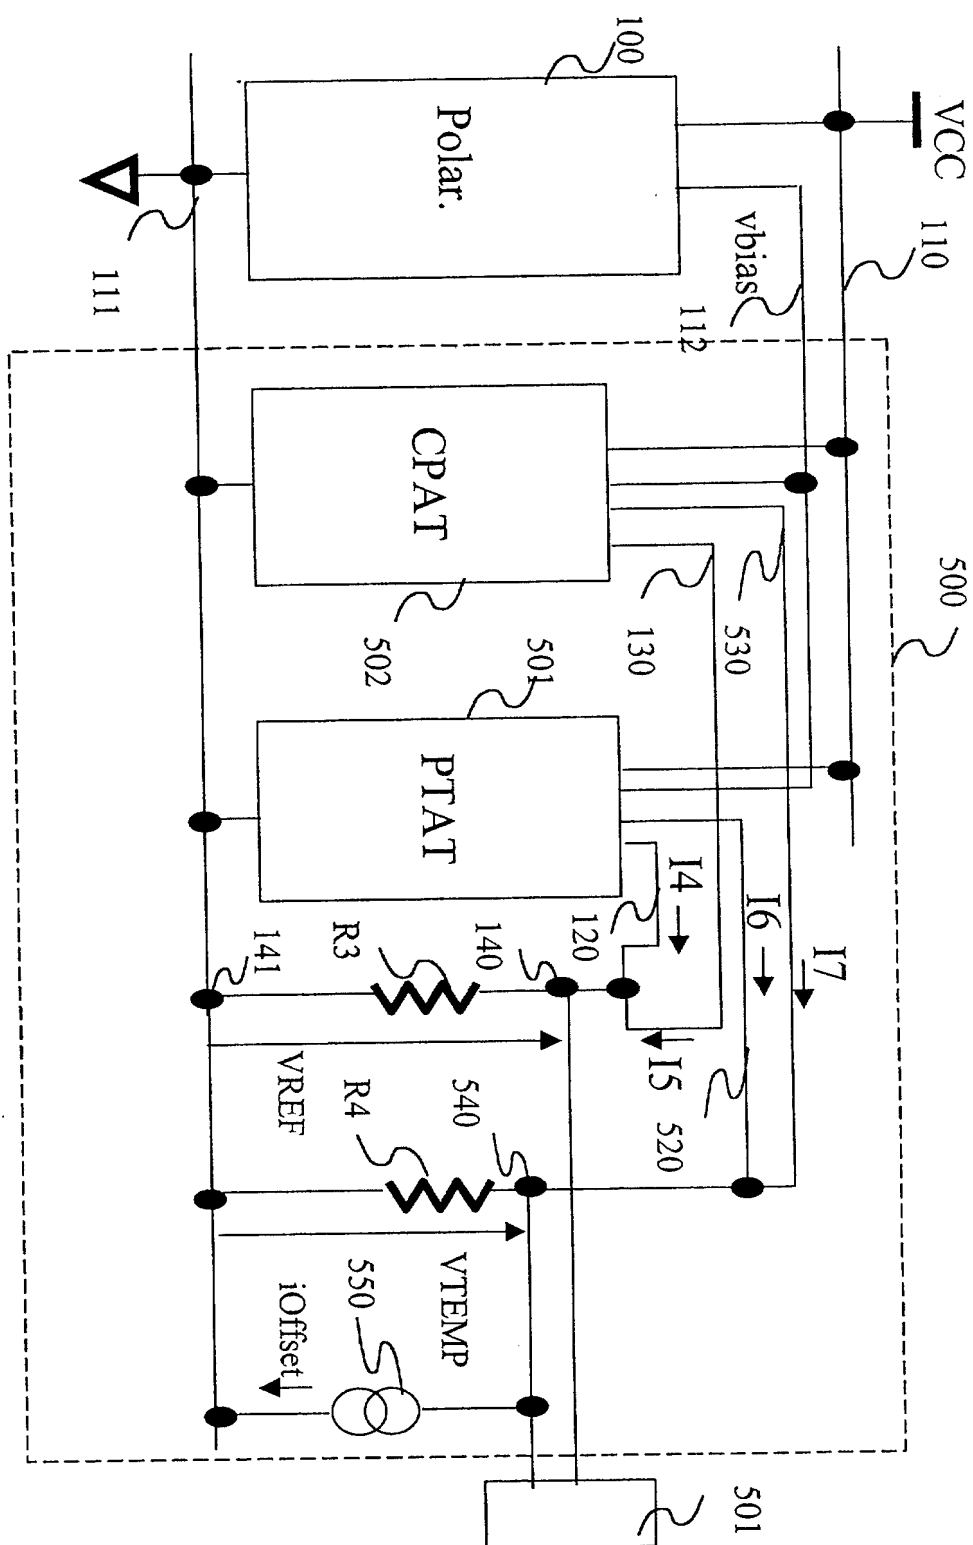 VCC
110
100
Polar.
vbias
111
112
500
CPAT
502
130
530
501
PTAT
I4
I6
I7
120
140
R3
141
I5
520
VREF
R4
540
VTEMP
550
iOffset
501